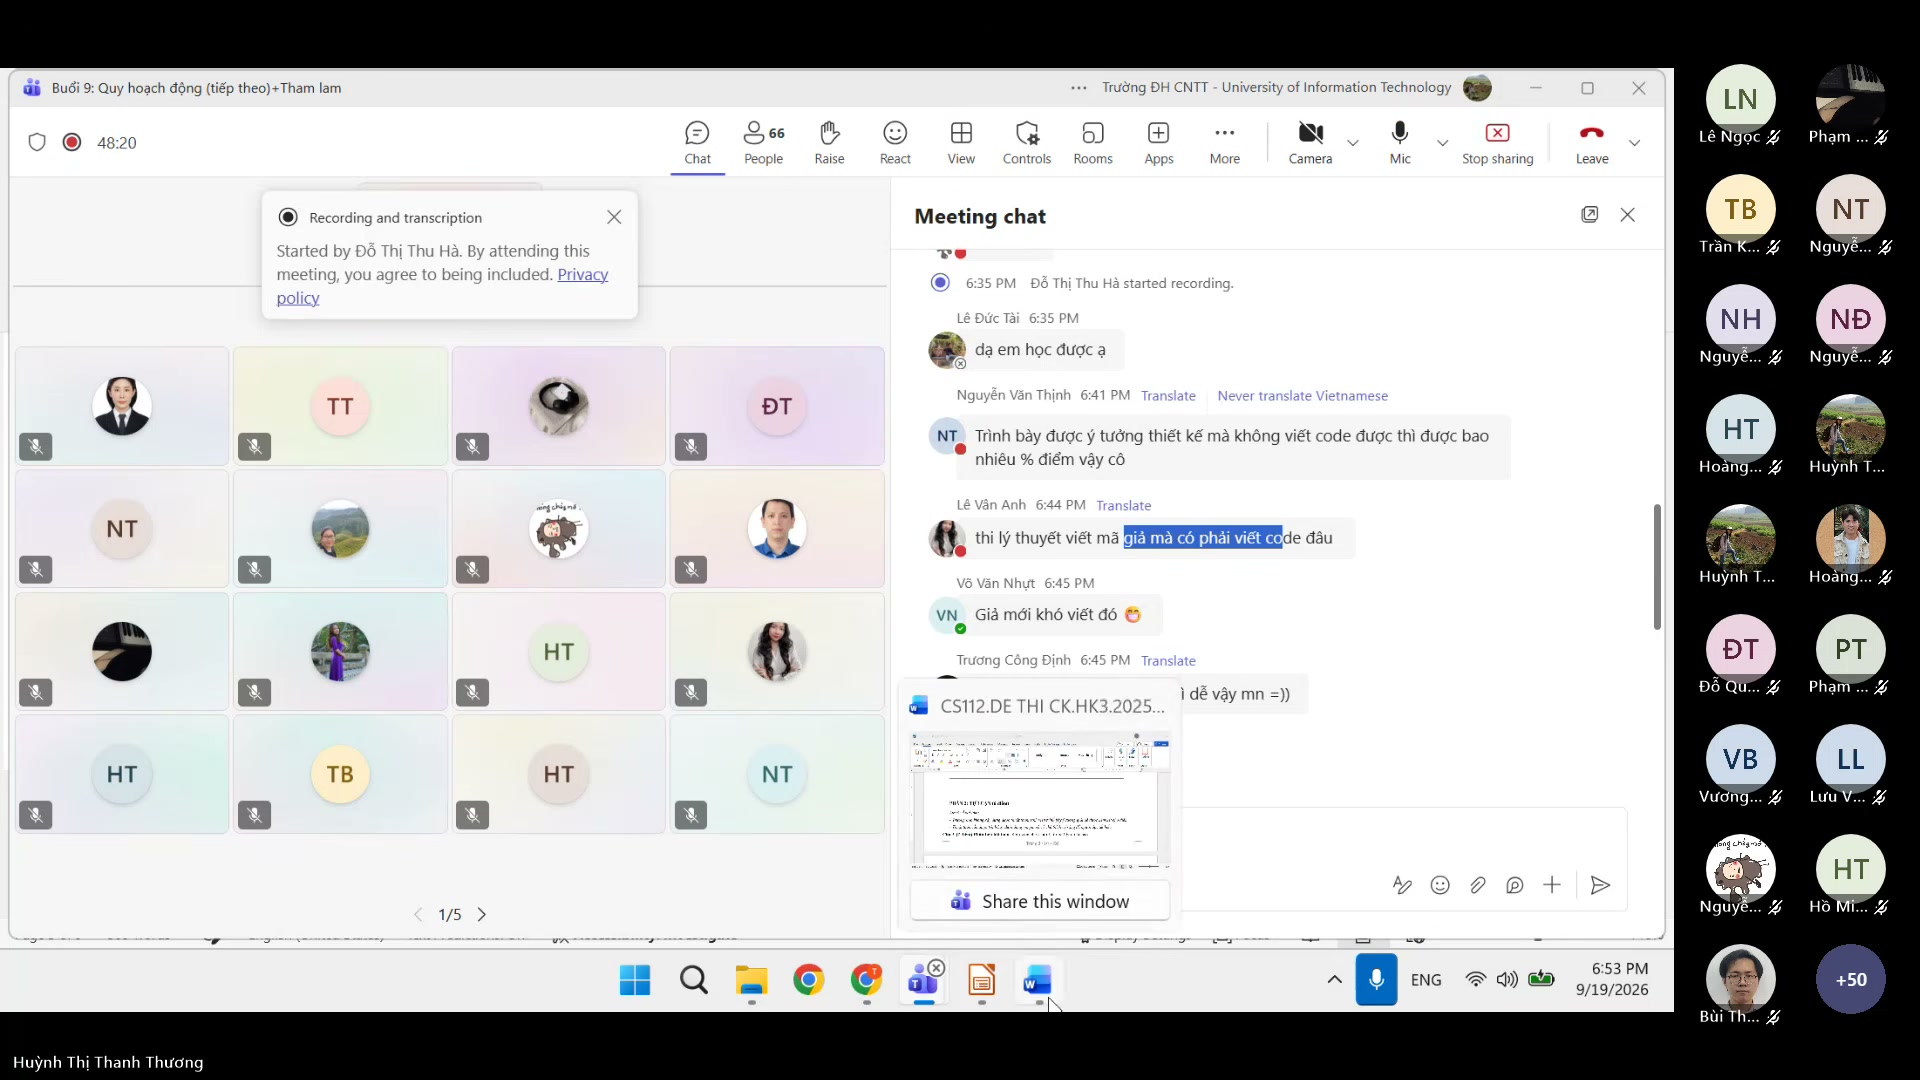 Buổi 9: Quy hoạch động (tiếp theo)+Tham lam
Trường ĐH CNTT - University of Information Technology
48:20
Chat
66
People
Raise
React
View
Controls
Rooms
Apps
More
Camera
Mic
Stop sharing
Leave
Recording and transcription
Started by Đỗ Thị Thu Hà. By attending this
meeting, you agree to being included. Privacy
policy
TT
ĐT
NT
HT
HT
TB
HT
NT
1/5
Meeting chat
6:35 PM Đỗ Thị Thu Hà started recording.
Lê Đức Tài 6:35 PM
dạ em học được ạ
Nguyễn Văn Thịnh 6:41 PM Translate Never translate Vietnamese
NT
Trình bày được ý tưởng thiết kế mà không viết code được thì được bao
nhiêu % điểm vậy cô
Lê Vân Anh 6:44 PM Translate
thi lý thuyết viết mã giả mà có phải viết code đâu
Võ Văn Nhựt 6:45 PM
VN
Giả mới khó viết đó 😁
Trương Công Định 6:45 PM Translate
dễ vậy mn =))
CS112.DE THI CK.HK3.2025...
Share this window
ENG
6:53 PM
9/19/2026
LN
Lê Ngọc
Phạm ...
TB
Trần K...
NT
Nguyễ...
NH
Nguyễ...
NĐ
Nguyễ...
HT
Hoàng...
Huỳnh T...
Huỳnh T...
Hoàng...
ĐT
Đỗ Qu...
PT
Phạm ...
VB
Vương...
LL
Lưu V...
Nguyễ...
HT
Hồ Mi...
Bùi Th...
+50
Huỳnh Thị Thanh Thương